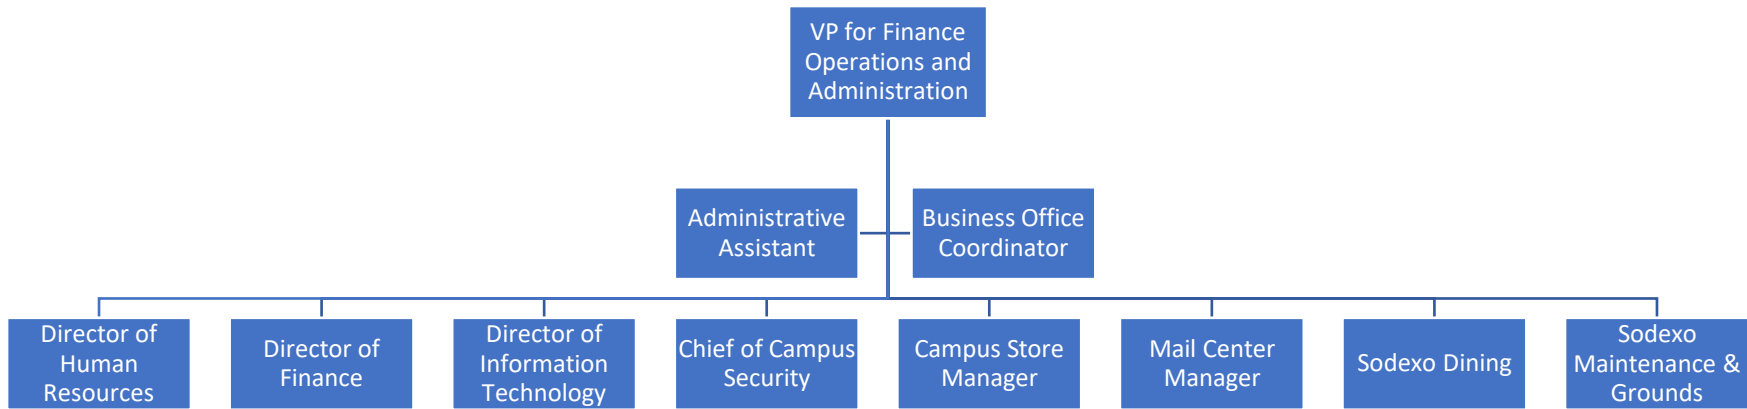 VP for Finance
Operations and
Administration
Administrative
Assistant
Business Office
Coordinator
Director of
Human
Resources
Director of
Finance
Director of
Information
Technology
Chief of Campus
Security
Campus Store
Manager
Mail Center
Manager
Sodexo Dining
Sodexo
Maintenance &
Grounds